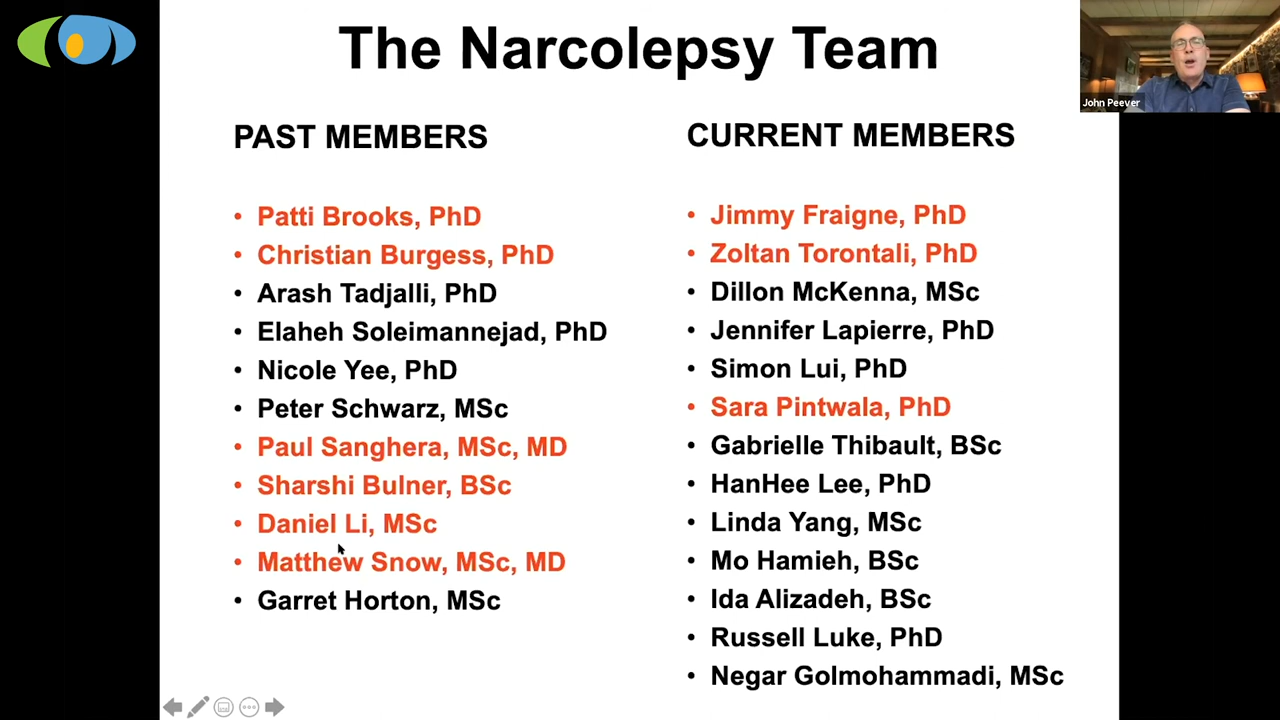 The Narcolepsy Team
John Peever
PAST MEMBERS
• Patti Brooks, PhD
• Christian Burgess, PhD
• Arash Tadjalli, PhD
• Elaheh Soleimannejad, PhD
• Nicole Yee, PhD
• Peter Schwarz, MSc
• Paul Sanghera, MSc, MD
• Sharshi Bulner, BSc
• Daniel Li, MSc
• Matthew Snow, MSc, MD
• Garret Horton, MSc
CURRENT MEMBERS
• Jimmy Fraigne, PhD
• Zoltan Torontali, PhD
• Dillon McKenna, MSc
• Jennifer Lapierre, PhD
• Simon Lui, PhD
• Sara Pintwala, PhD
• Gabrielle Thibault, BSc
• HanHee Lee, PhD
• Linda Yang, MSc
• Mo Hamieh, BSc
• Ida Alizadeh, BSc
• Russell Luke, PhD
• Negar Golmohammadi, MSc